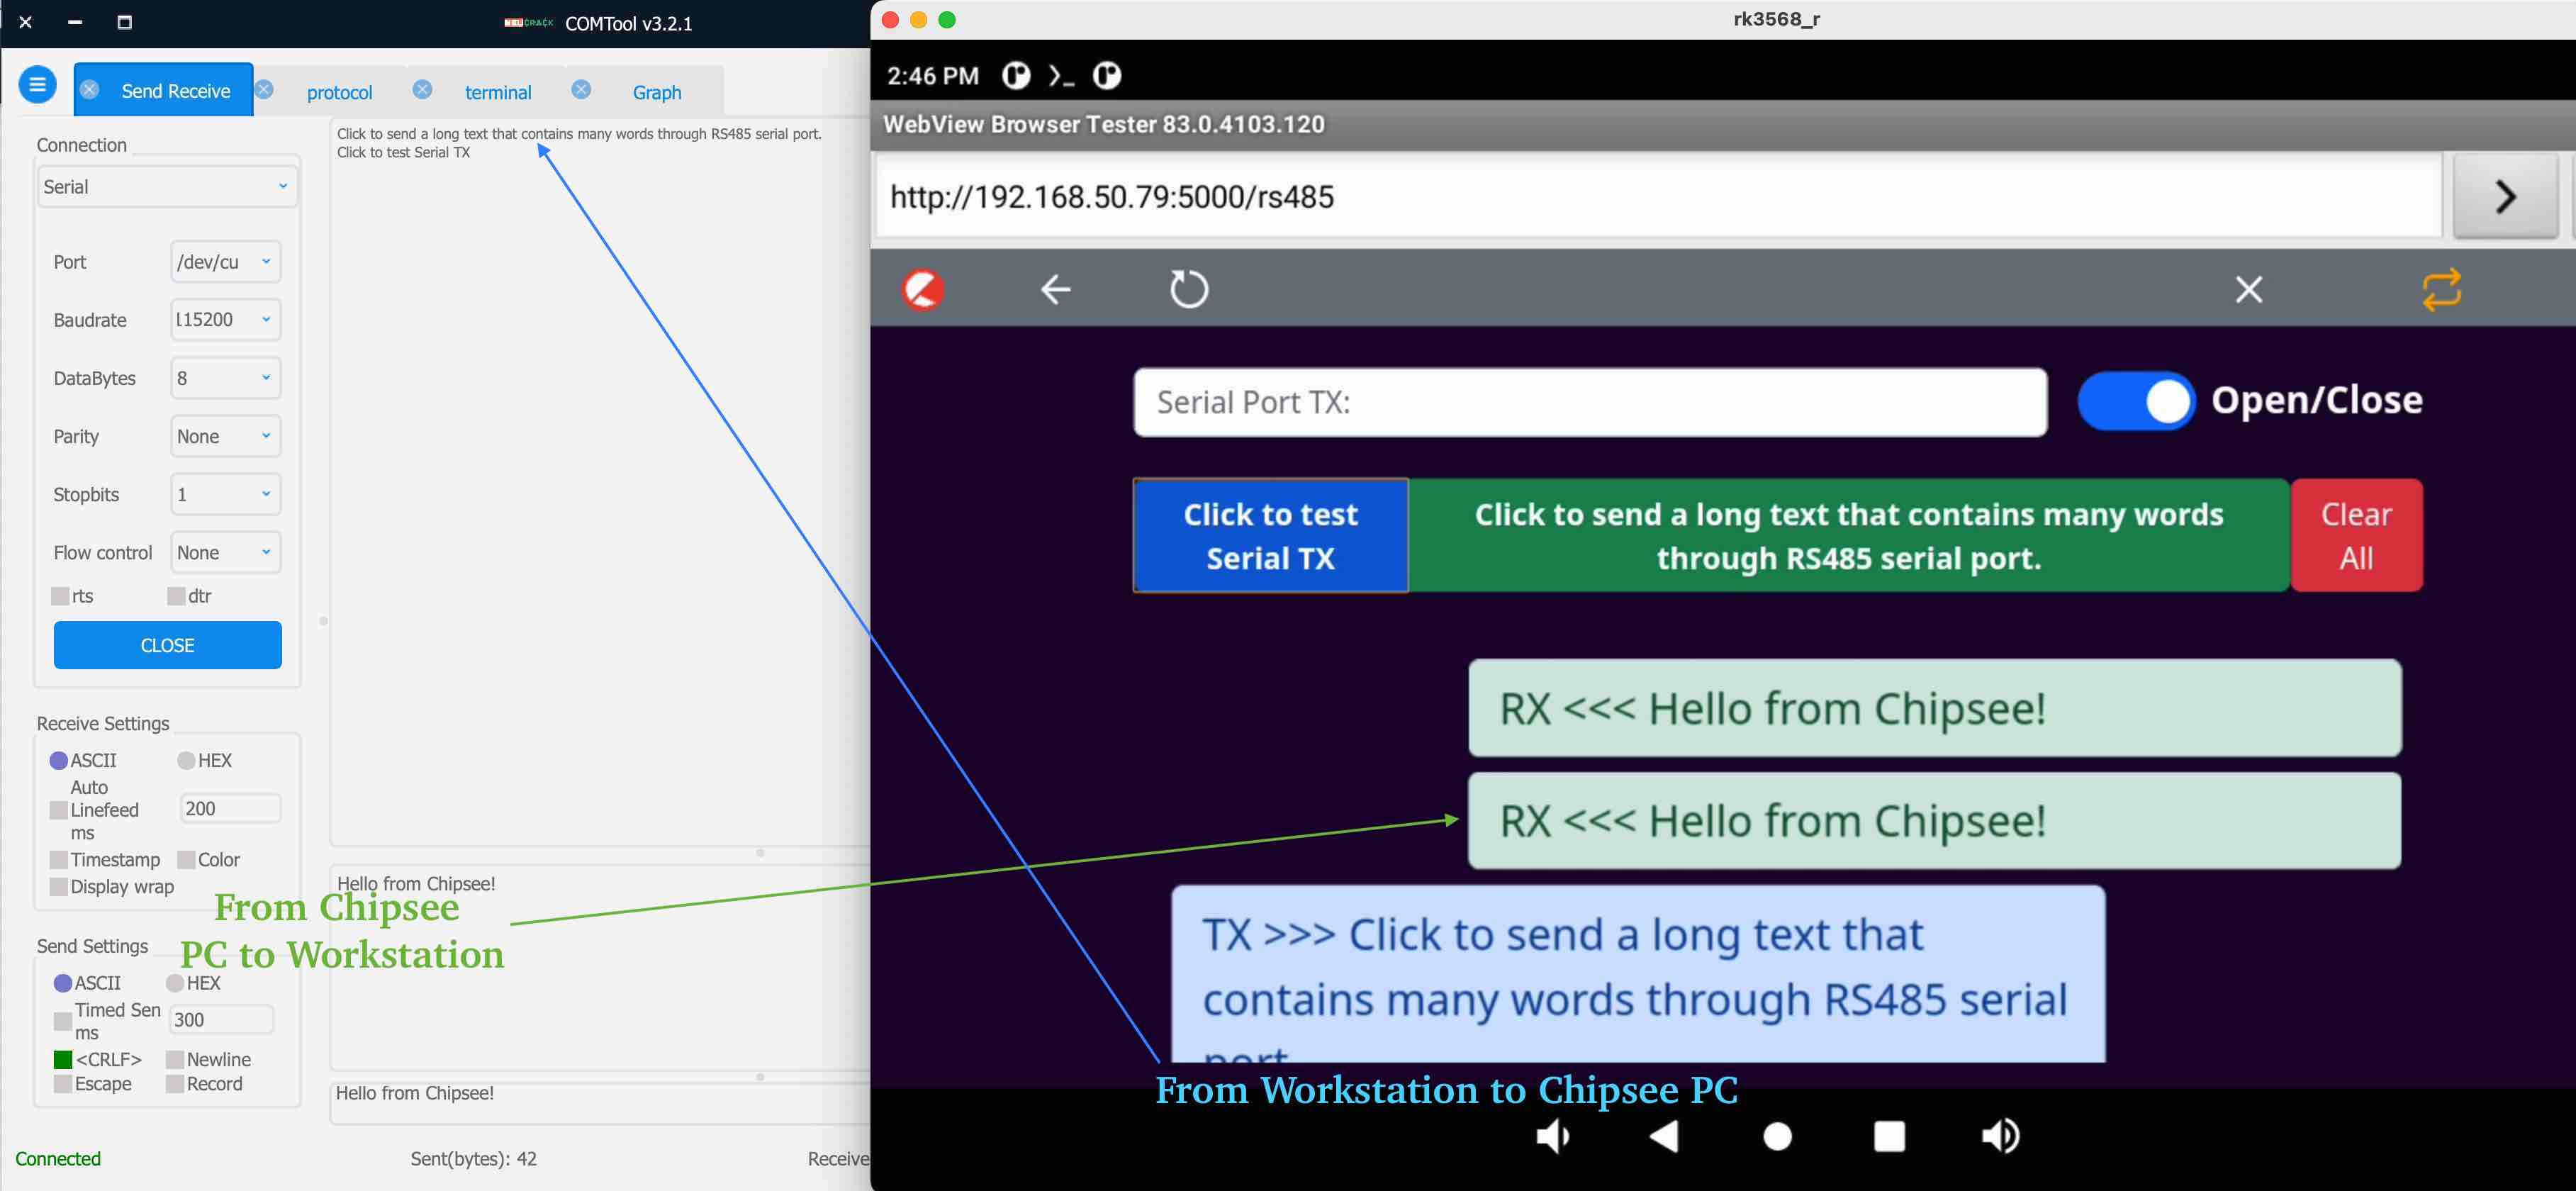 COMTool v3.2.1
Send Receive
protocol
terminal
Graph
Connection
Serial
Port
/dev/cu
Baudrate
115200
DataBytes
8
Parity
None
Stopbits
1
Flow control
None
rts
dtr
CLOSE
Receive Settings
ASCII
HEX
Auto
Linefeed
ms
200
Timestamp
Color
Display wrap
Send Settings
ASCII
HEX
Timed Sen
ms
300
<CRLF>
Newline
Escape
Record
Connected
Click to send a long text that contains many words through RS485 serial port.
Click to test Serial TX
Hello from Chipsee!
From Chipsee
PC to Workstation
Hello from Chipsee!
Sent(bytes): 42
Receive
rk3568_r
2:46 PM
WebView Browser Tester 83.0.4103.120
http://192.168.50.79:5000/rs485
Serial Port TX:
Open/Close
Click to test
Serial TX
Click to send a long text that contains many words
through RS485 serial port.
Clear
All
RX <<< Hello from Chipsee!
RX <<< Hello from Chipsee!
TX >>> Click to send a long text that
contains many words through RS485 serial
port
From Workstation to Chipsee PC